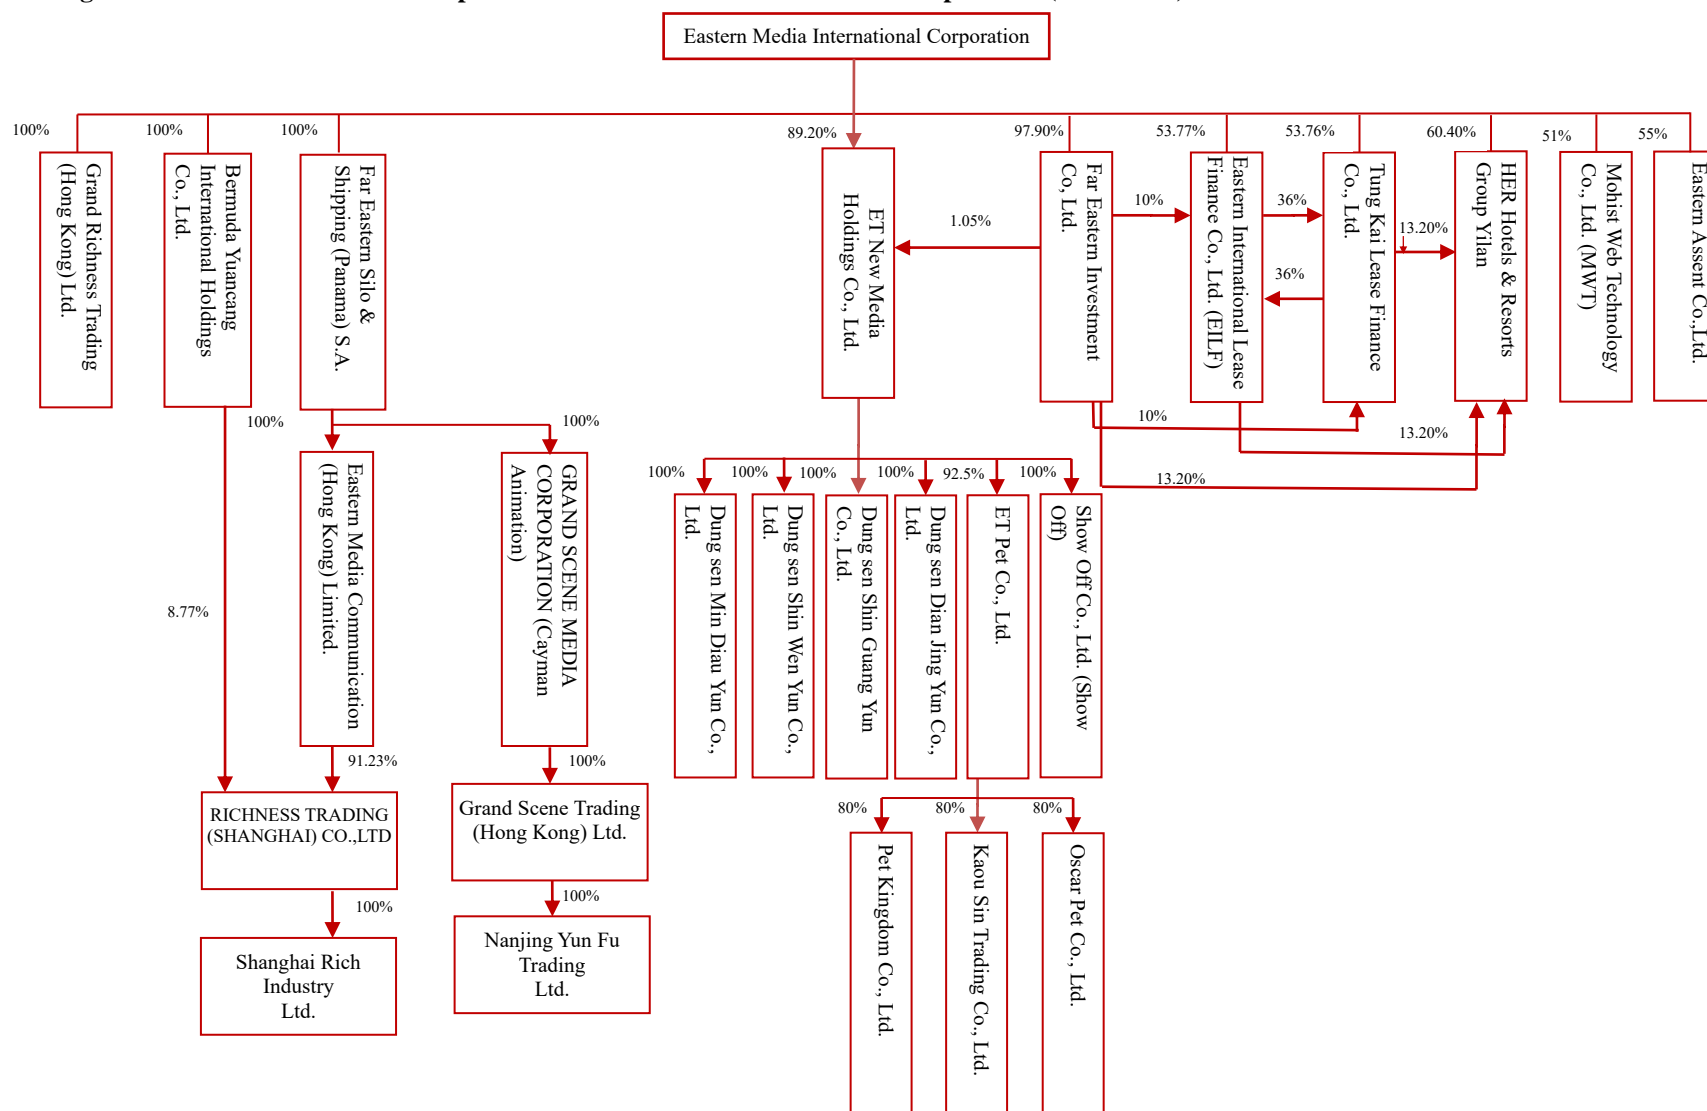 Eastern Media International Corporation
100%
100%
100%
89.20%
97.90%
53.77%
53.76%
60.40%
51%
55%
Grand Richness Trading
(Hong Kong) Ltd.
Bermuda Yuancang
International Holdings
Co., Ltd.
Far Eastern Silo &
Shipping (Panama) S.A.
ET New Media
Holdings Co., Ltd.
1.05%
Far Eastern Investment
Co, Ltd.
10%
Eastern International Lease
Finance Co., Ltd. (EILF)
36%
36%
Tung Kai Lease Finance
Co., Ltd.
13.20%
HER Hotels & Resorts
Group Yilan
Mohist Web Technology
Co., Ltd. (MWT)
Eastern Assent Co.,Ltd.
10%
13.20%
13.20%
100%
100%
Eastern Media Communication
(Hong Kong) Limited.
GRAND SCENE MEDIA
CORPORATION (Cayman
Animation)
8.77%
91.23%
100%
RICHNESS TRADING
(SHANGHAI) CO.,LTD
Grand Scene Trading
(Hong Kong) Ltd.
100%
100%
Shanghai Rich
Industry
Ltd.
Nanjing Yun Fu
Trading
Ltd.
100%
100%
100%
100%
92.5%
100%
Dung sen Min Diau Yun Co.,
Ltd.
Dung sen Shin Wen Yun Co.,
Ltd.
Dung sen Shin Guang Yun
Co., Ltd.
Dung sen Dian Jing Yun Co.,
Ltd.
ET Pet Co., Ltd.
Show Off Co., Ltd. (Show
Off)
80%
80%
80%
Pet Kingdom Co., Ltd.
Kaou Sin Trading Co., Ltd.
Oscar Pet Co., Ltd.